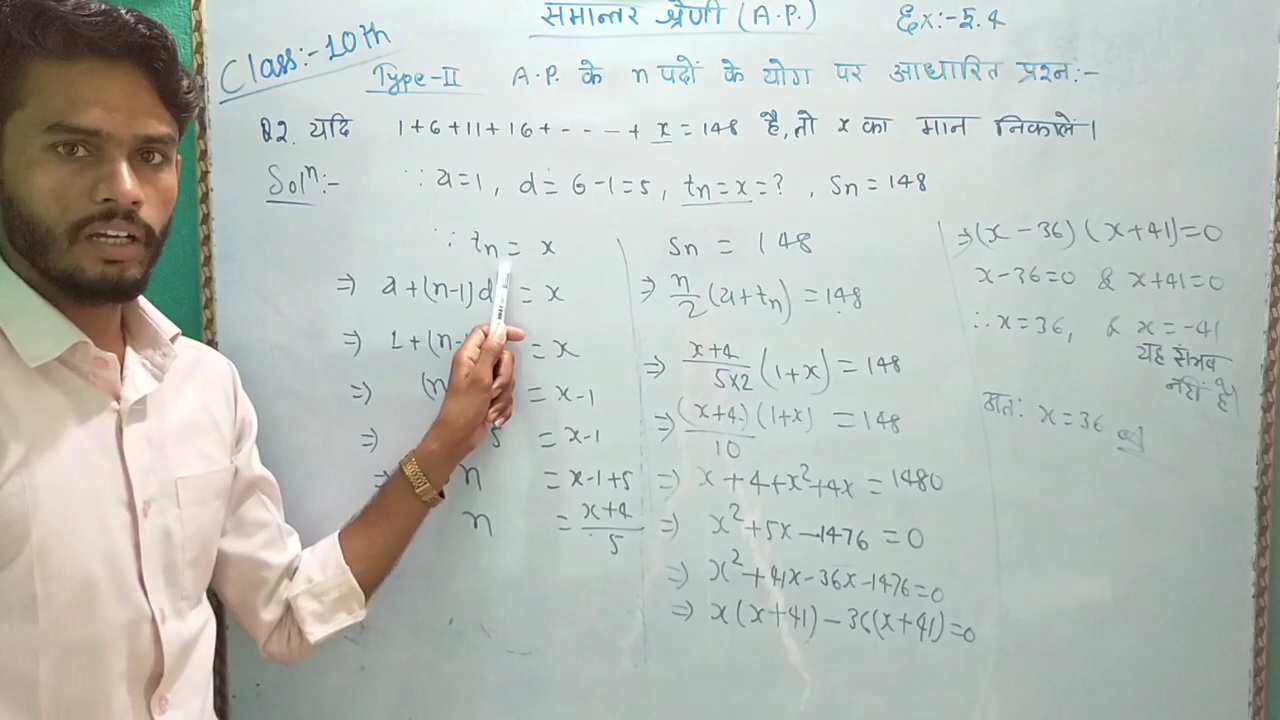 समान्तर श्रेणी (A.P.) Ex:-5.4
Class:-10th
Type-II A.P. के n पदों के योग पर आधारित प्रश्न:-
Q2. यदि 1+6+11+16+----+x=148 है, तो x का मान निकालें।
Solⁿ:- ∵ a=1, d=6-1=5, tn=x=?, Sn=148
∵ tn = x
⇒ a+(n-1)d = x
⇒ 1+(n- = x
⇒ (n = x-1
⇒ 5 = x-1
n = x-1+5
n = x+4/5
Sn = 148
⇒ n/2 (a+tn) = 148
⇒ x+4/5×2 (1+x) = 148
⇒ (x+4)(1+x)/10 = 148
⇒ x+4+x²+4x = 1480
⇒ x²+5x-1476=0
⇒ x²+41x-36x-1476=0
⇒ x(x+41)-36(x+41)=0
⇒ (x-36)(x+41)=0
x-36=0 & x+41=0
∴ x=36, & x=-41
यह संभव
नहीं है।
अतः x=36